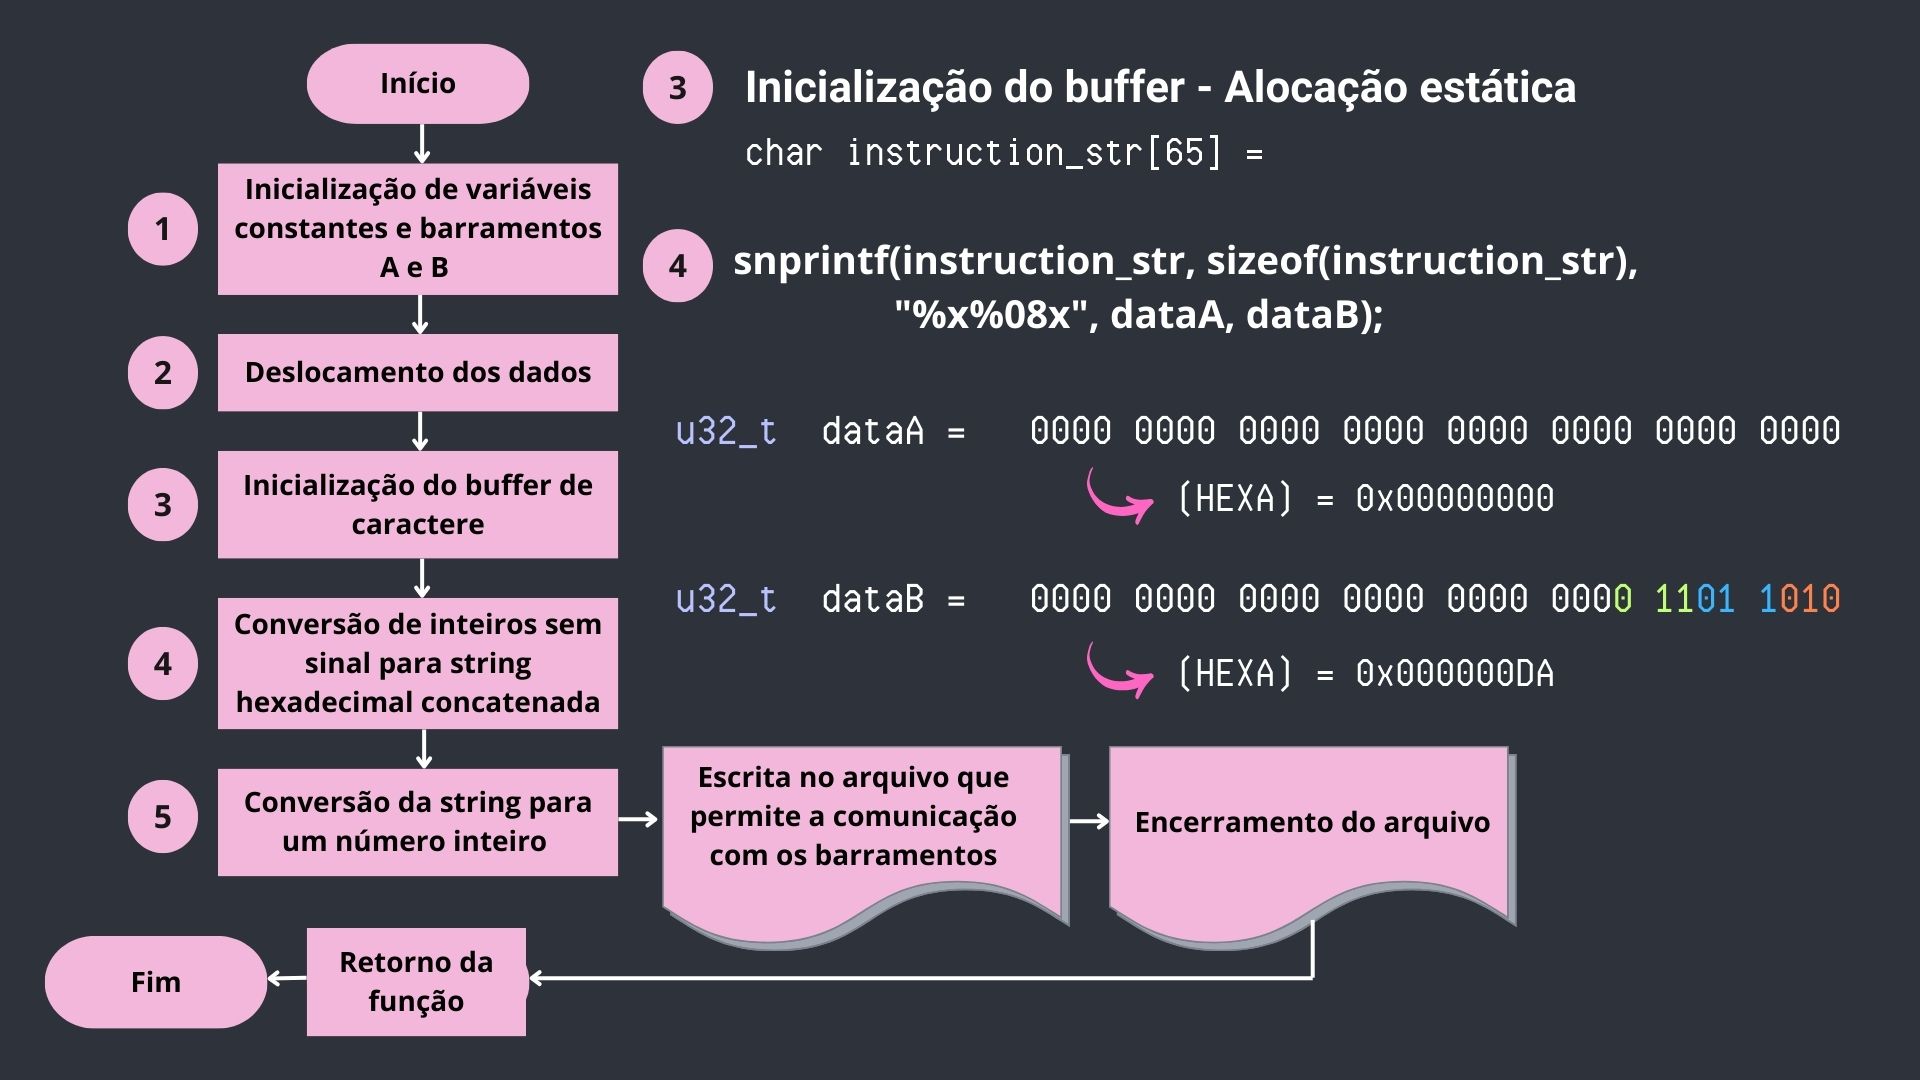 Início
1
Inicialização de variáveis
constantes e barramentos
A e B
2
Deslocamento dos dados
3
Inicialização do buffer de
caractere
4
Conversão de inteiros sem
sinal para string
hexadecimal concatenada
5
Conversão da string para
um número inteiro
Escrita no arquivo que
permite a comunicação
com os barramentos
Encerramento do arquivo
Retorno da
função
Fim
3 Inicialização do buffer - Alocação estática
char instruction_str[65] =
4 snprintf(instruction_str, sizeof(instruction_str),
"%x%08x", dataA, dataB);
u32_t dataA = 0000 0000 0000 0000 0000 0000 0000 0000
(HEXA) = 0x00000000
u32_t dataB = 0000 0000 0000 0000 0000 0000 1101 1010
(HEXA) = 0x000000DA